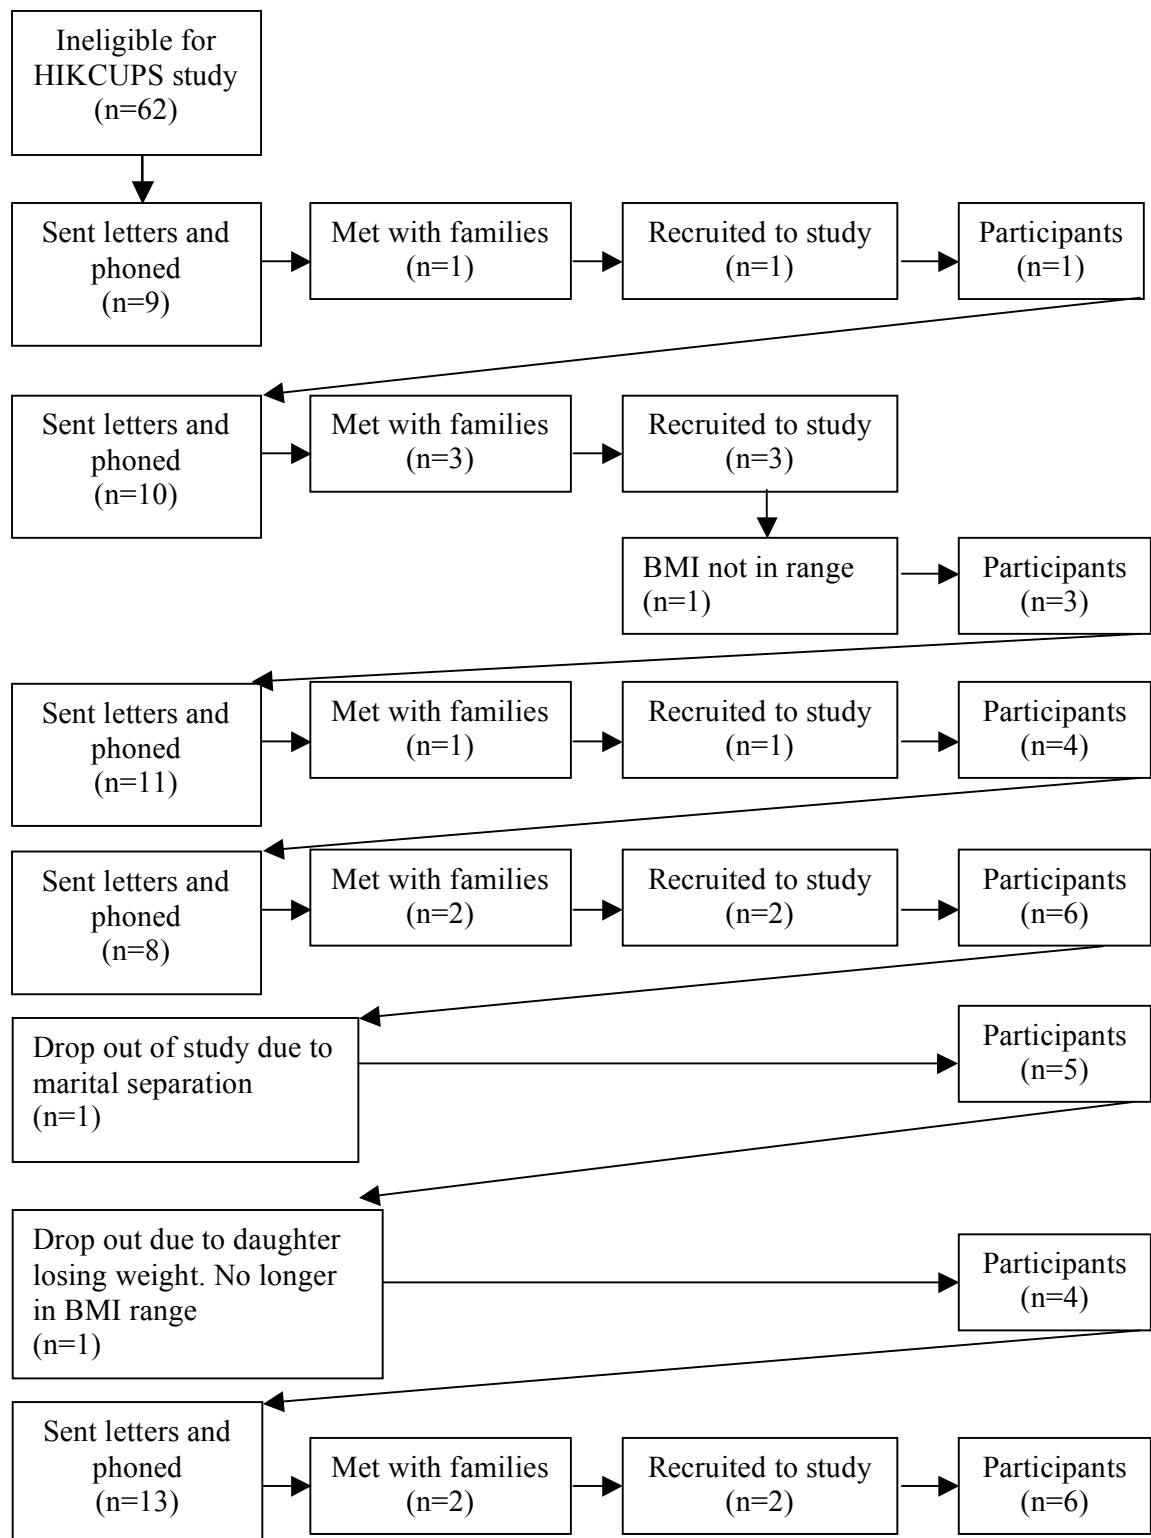 Ineligible for
HIKCUPS study
(n=62)
Sent letters and
phoned
(n=9)
Met with families
(n=1)
Recruited to study
(n=1)
Participants
(n=1)
Sent letters and
phoned
(n=10)
Met with families
(n=3)
Recruited to study
(n=3)
BMI not in range
(n=1)
Participants
(n=3)
Sent letters and
phoned
(n=11)
Met with families
(n=1)
Recruited to study
(n=1)
Participants
(n=4)
Sent letters and
phoned
(n=8)
Met with families
(n=2)
Recruited to study
(n=2)
Participants
(n=6)
Drop out of study due to
marital separation
(n=1)
Participants
(n=5)
Drop out due to daughter
losing weight. No longer
in BMI range
(n=1)
Participants
(n=4)
Sent letters and
phoned
(n=13)
Met with families
(n=2)
Recruited to study
(n=2)
Participants
(n=6)